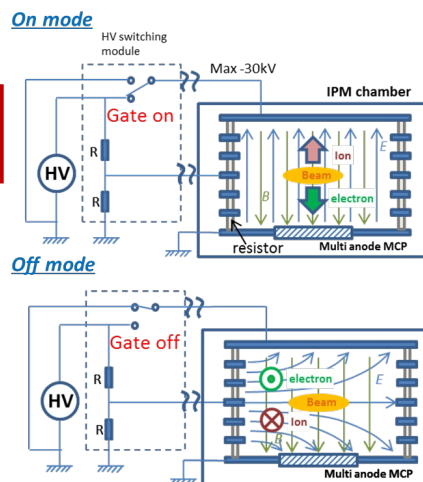 On mode
HV switching
module
Max -30kV
IPM chamber
Gate on
R
HV
R
Ion
E
Beam
B
electron
resistor
Multi anode MCP
Off mode
Gate off
R
HV
R
electron
E
Beam
Ion
B
Multi anode MCP